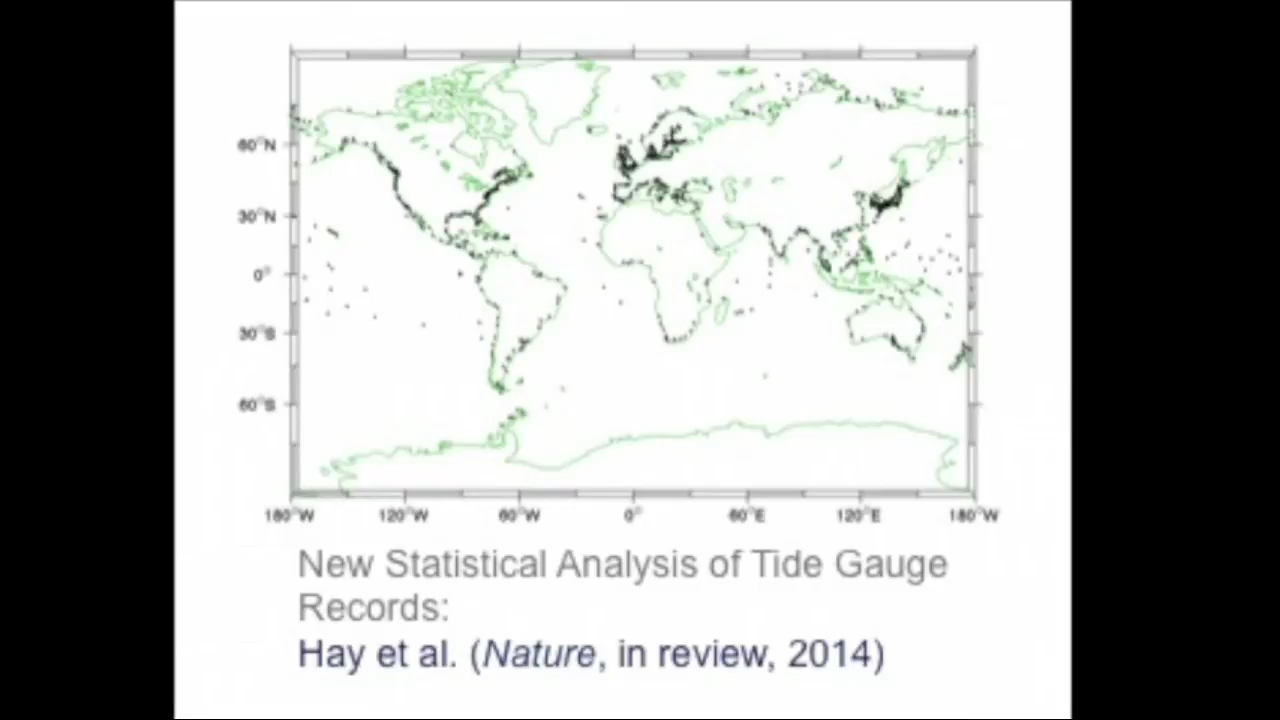 60°N
30°N
0°
30°S
60°S
180°W 120°W 60°W 0° 60°E 120°E 180°W
New Statistical Analysis of Tide Gauge
Records:
Hay et al. (Nature, in review, 2014)